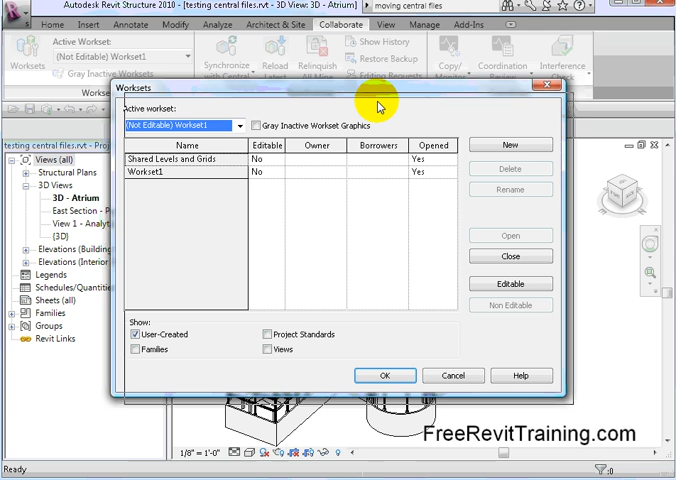 Autodesk Revit Structure 2010 - [testing central files.rvt - 3D View: 3D - Atrium]
moving central files
Home Insert Annotate Modify Analyze Architect & Site Collaborate View Manage Add-Ins
Worksets
Active Workset:
(Not Editable) Workset1
Gray Inactive Workset
Synchronize
with Central
Reload
Latest
Relinquish
All Mine
Show History
Restore Backup
Editing Requests
Copy/
Monitor
Coordination
Review
Interference
Check
Worksets
Active workset:
(Not Editable) Workset1
Gray Inactive Workset Graphics
Name Editable Owner Borrowers Opened
Shared Levels and Grids No Yes
Workset1 No Yes
New
Delete
Rename
Open
Close
Editable
Non Editable
Show:
User-Created
Project Standards
Families
Views
OK Cancel Help
testing central files.rvt - Proj
Views (all)
Structural Plans
3D Views
3D - Atrium
East Section - P
View 1 - Analyt
{3D}
Elevations (Building
Elevations (Interior
Legends
Schedules/Quantitie
Sheets (all)
Families
Groups
Revit Links
1/8" = 1'-0"
FreeRevitTraining.com
Ready
:0